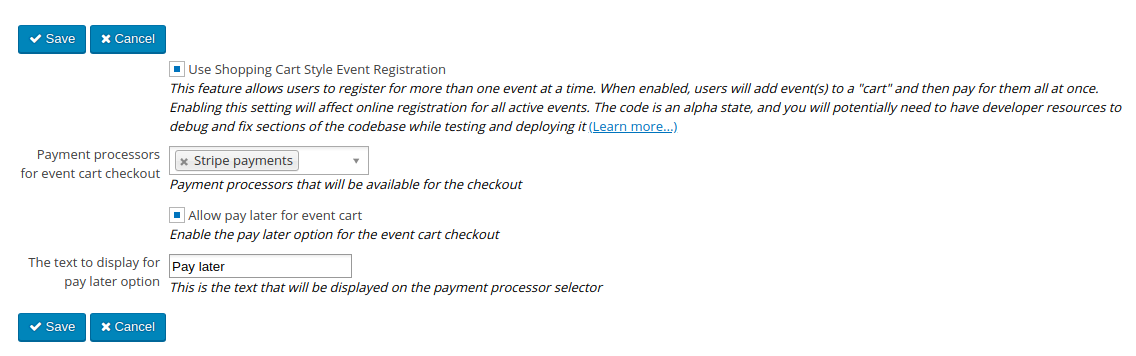 Save Cancel
Use Shopping Cart Style Event Registration
This feature allows users to register for more than one event at a time. When enabled, users will add event(s) to a "cart" and then pay for them all at once.
Enabling this setting will affect online registration for all active events. The code is an alpha state, and you will potentially need to have developer resources to
debug and fix sections of the codebase while testing and deploying it (Learn more...)
Payment processors
for event cart checkout
Stripe payments
Payment processors that will be available for the checkout
Allow pay later for event cart
Enable the pay later option for the event cart checkout
The text to display for
pay later option
Pay later
This is the text that will be displayed on the payment processor selector
Save Cancel